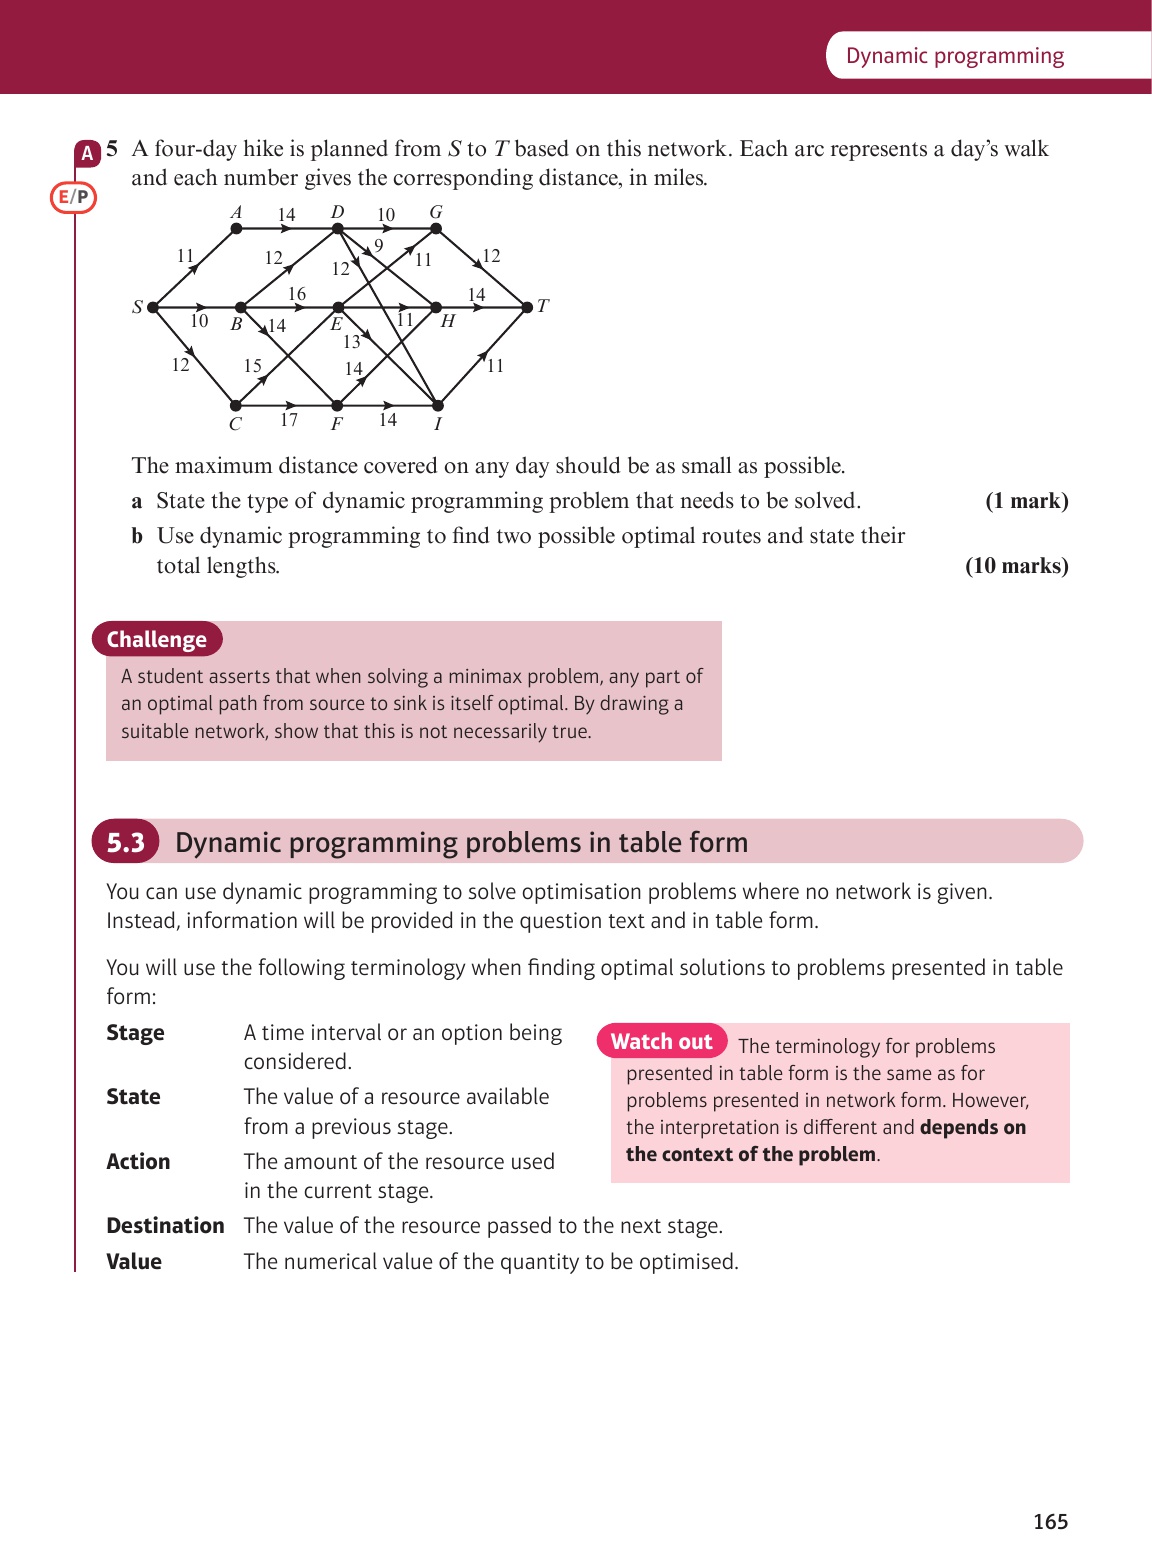 Dynamic programming
A
5 A four-day hike is planned from S to T based on this network. Each arc represents a day's walk
E/P
and each number gives the corresponding distance, in miles.
A 14 D 10 G
11 12 9 11 12
12
S 10 B 16 E 11 H 14 T
14 13
12 15 14 11
C 17 F 14 I
The maximum distance covered on any day should be as small as possible.
a State the type of dynamic programming problem that needs to be solved. (1 mark)
b Use dynamic programming to find two possible optimal routes and state their
total lengths. (10 marks)
Challenge
A student asserts that when solving a minimax problem, any part of
an optimal path from source to sink is itself optimal. By drawing a
suitable network, show that this is not necessarily true.
5.3 Dynamic programming problems in table form
You can use dynamic programming to solve optimisation problems where no network is given.
Instead, information will be provided in the question text and in table form.
You will use the following terminology when finding optimal solutions to problems presented in table
form:
Stage A time interval or an option being
considered.
State The value of a resource available
from a previous stage.
Action The amount of the resource used
in the current stage.
Destination The value of the resource passed to the next stage.
Value The numerical value of the quantity to be optimised.
Watch out The terminology for problems
presented in table form is the same as for
problems presented in network form. However,
the interpretation is different and depends on
the context of the problem.
165